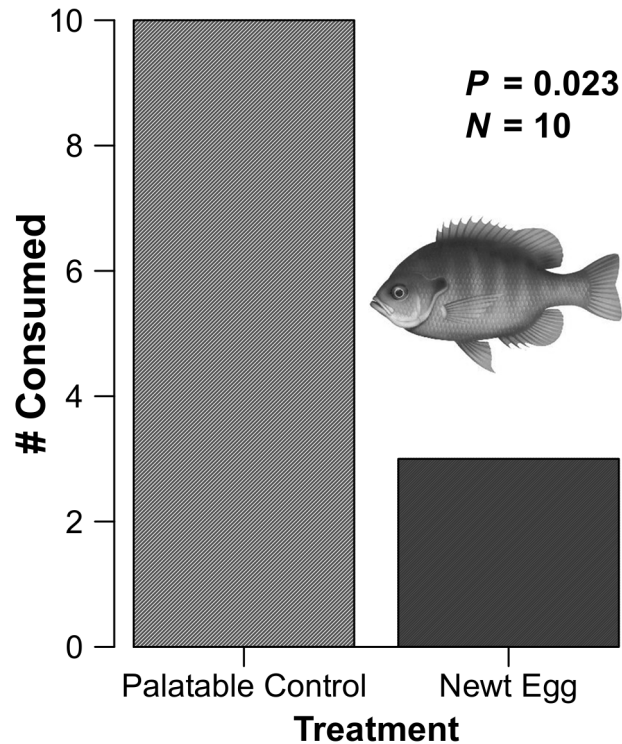 10
P = 0.023
N = 10
8
6
# Consumed
4
2
0
Palatable Control
Newt Egg
Treatment